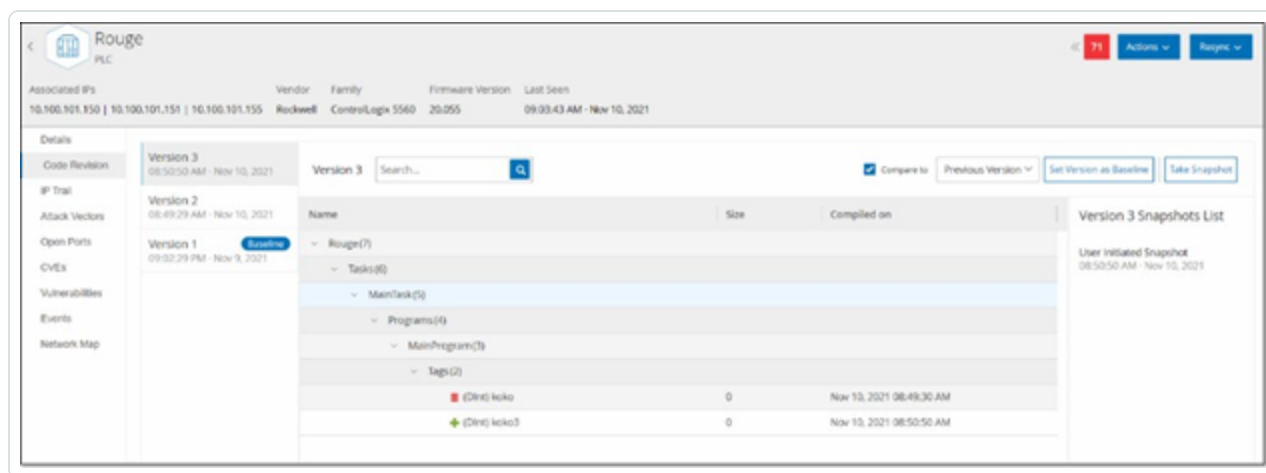 Rouge
PLC
71 Actions Resync
Associated IPs Vendor Family Firmware Version Last Seen
10.100.101.150 | 10.100.101.151 | 10.100.101.155 Rockwell ControlLogix 5560 20.055 09:03:43 AM - Nov 10, 2021
Details
Code Revision
IP Trail
Attack Vectors
Open Ports
CVEs
Vulnerabilities
Events
Network Map
Version 3
08:50:50 AM - Nov 10, 2021
Version 2
08:49:29 AM - Nov 10, 2021
Version 1 Baseline
09:02:29 PM - Nov 9, 2021
Version 3 Search... Compare to Previous Version Set Version as Baseline Take Snapshot
Name Size Compiled on
Rouge(7)
Tasks(6)
MainTask(5)
Programs(4)
MainProgram(3)
Tags(2)
(DInt) koko 0 Nov 10, 2021 08:49:30 AM
(DInt) koko3 0 Nov 10, 2021 08:50:50 AM
Version 3 Snapshots List
User Initiated Snapshot
08:50:50 AM - Nov 10, 2021